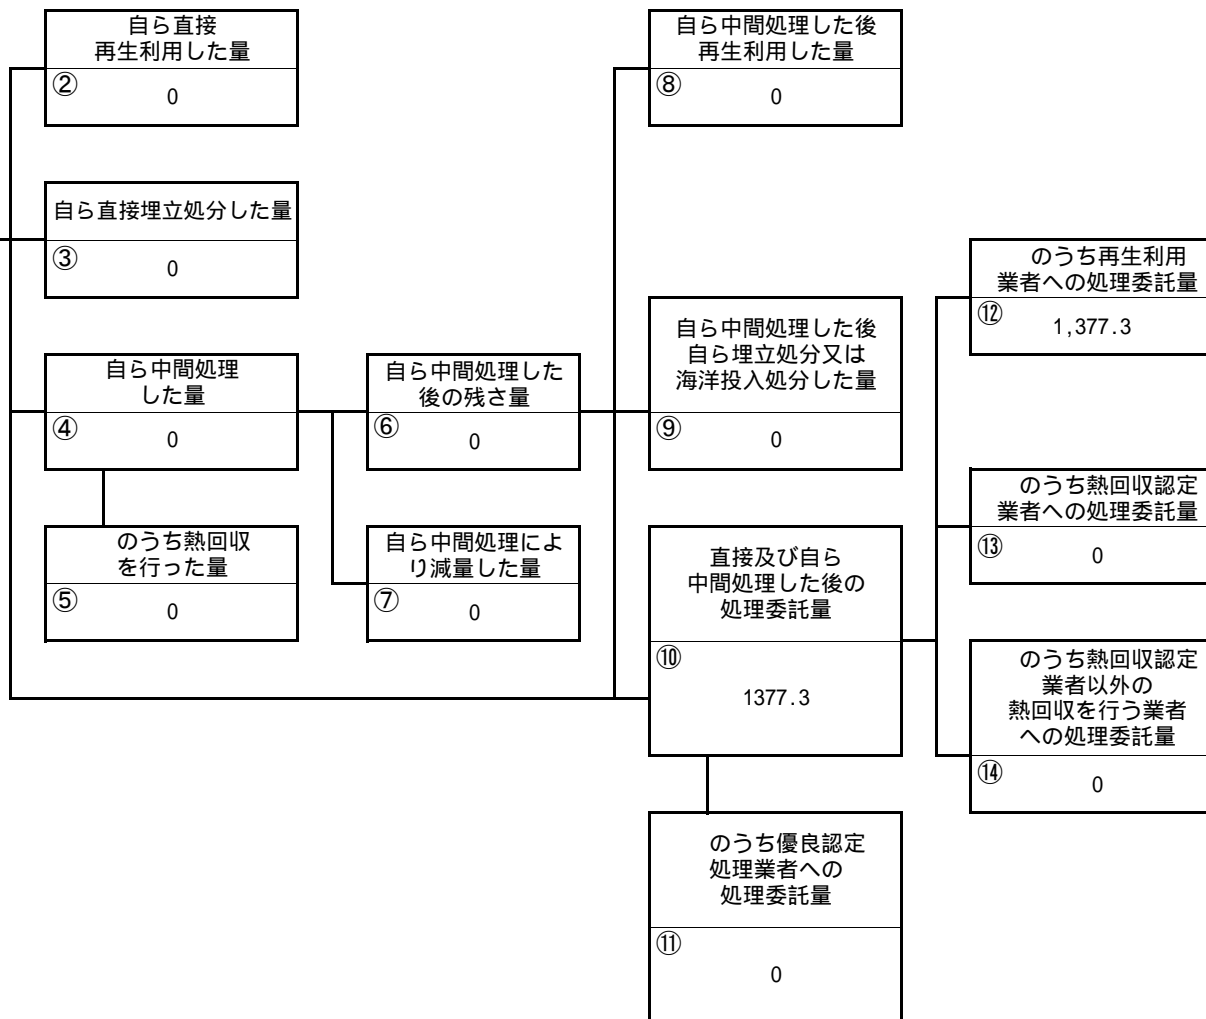 自ら直接
再生利用した量
②
0
自ら直接埋立処分した量
③
0
自ら中間処理
した量
④
0
のうち熱回収
を行った量
⑤
0
自ら中間処理した
後の残さ量
⑥
0
自ら中間処理によ
り減量した量
⑦
0
自ら中間処理した後
再生利用した量
⑧
0
自ら中間処理した後
自ら埋立処分又は
海洋投入処分した量
⑨
0
直接及び自ら
中間処理した後の
処理委託量
⑩
1377.3
のうち優良認定
処理業者への
処理委託量
⑪
0
のうち再生利用
業者への処理委託量
⑫
1,377.3
のうち熱回収認定
業者への処理委託量
⑬
0
のうち熱回収認定
業者以外の
熱回収を行う業者
への処理委託量
⑭
0